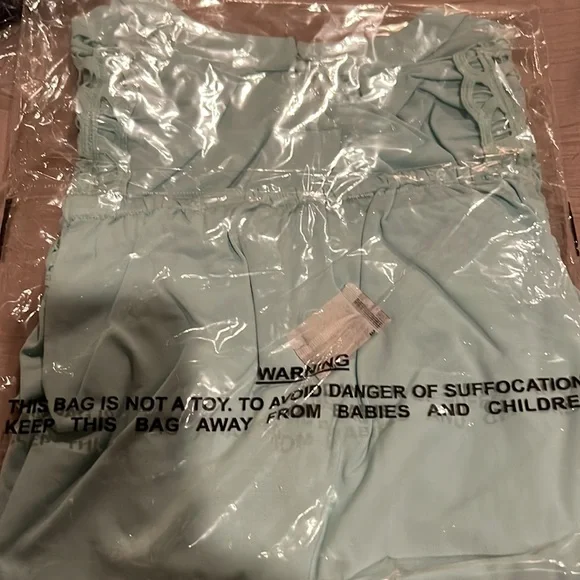 WARNING
THIS BAG IS NOT A TOY. TO AVOID DANGER OF SUFFOCATION
KEEP THIS BAG AWAY FROM BABIES AND CHILDRE